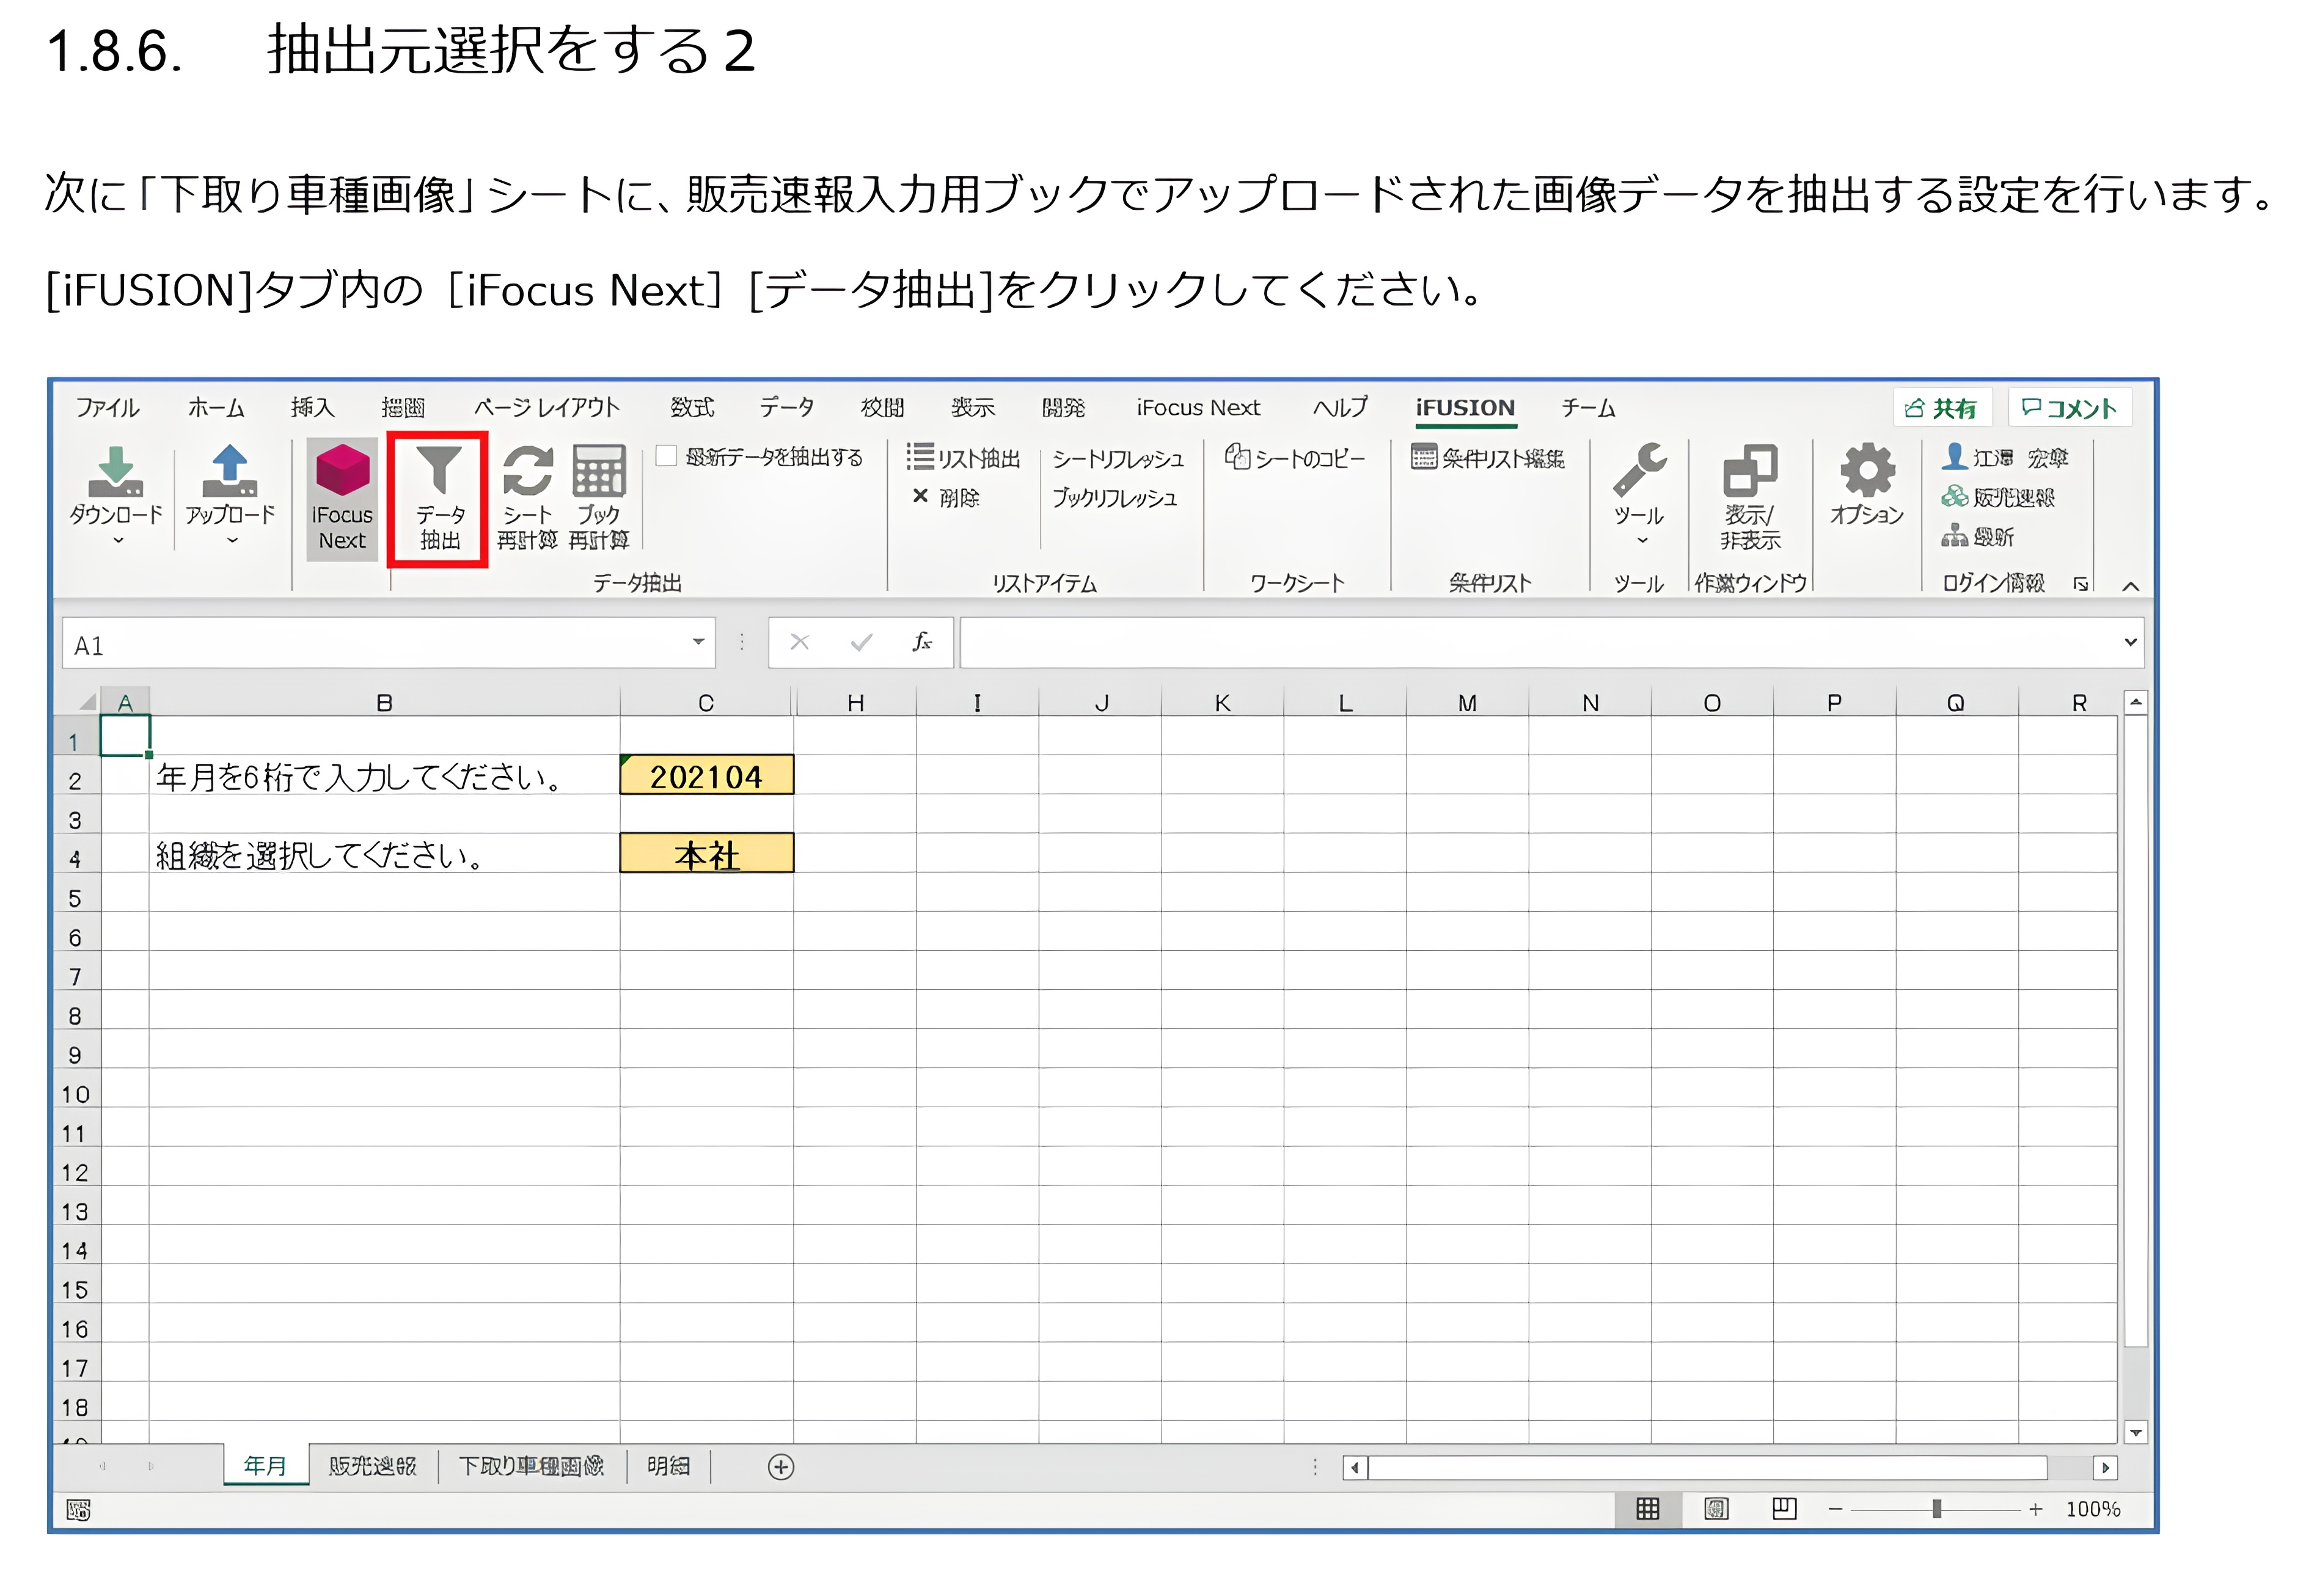 1.8.6. 抽出元選択をする２
次に「下取り車種画像」シートに、販売速報入力用ブックでアップロードされた画像データを抽出する設定を行います。
[iFUSION]タブ内の [iFocus Next] [データ抽出]をクリックしてください。
ファイル ホーム 挿入 描画 ページ レイアウト 数式 データ 校閲 表示 開発 iFocus Next ヘルプ iFUSION チーム 共有 コメント
ダウンロード アップロード iFocus Next データ抽出 シート再計算 ブック再計算 最新データを抽出する リスト抽出 シートリフレッシュ シートのコピー 条件リスト編集 ツール 表示/非表示 オプション 江澤
削除 ブックリフレッシュ 販売速報
最新
データ抽出 リストアイテム ワークシート 条件リスト ツール 作業ウィンドウ ログイン情報
A1 fx
A B C H I J K L M N O P Q R
1
2 年月を6桁で入力してください。 202104
3
4 組織を選択してください。 本社
5
6
7
8
9
10
11
12
13
14
15
16
17
18
年月 販売速報 下取り車種画像 明細
100%